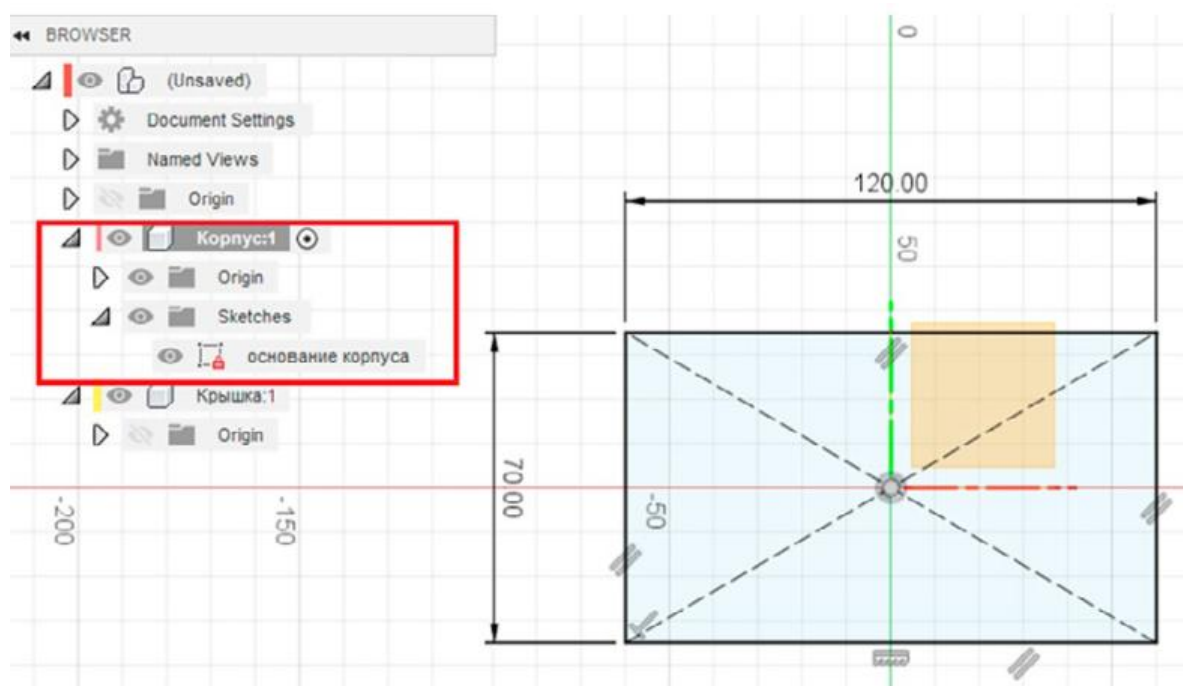 BROWSER
(Unsaved)
Document Settings
Named Views
Origin
Корпус:1
Origin
Sketches
основание корпуса
Крышка:1
Origin
120.00
70.00
0
50
-50
-150
-200